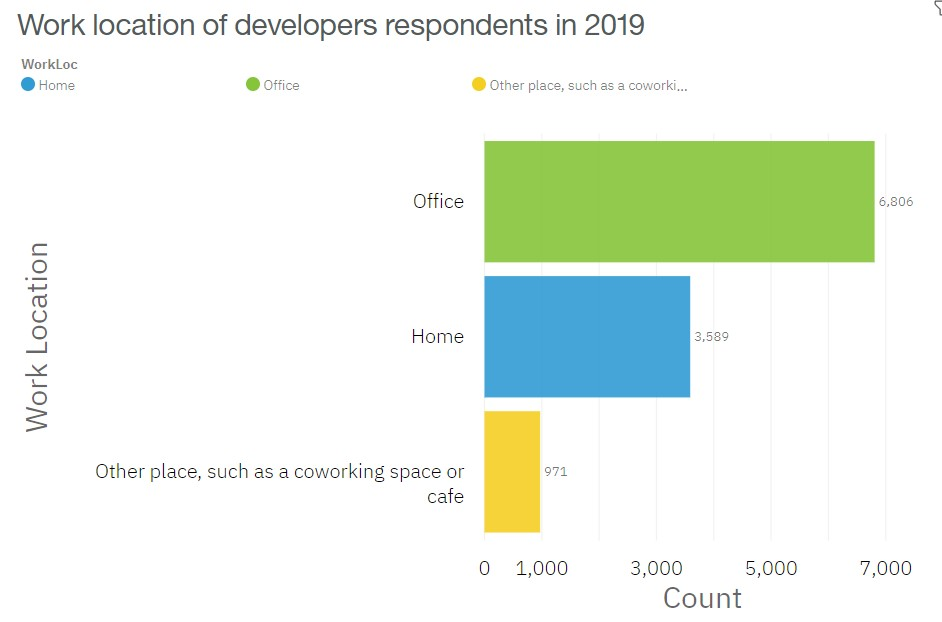 Work location of developers respondents in 2019
WorkLoc
Home
Office
Other place, such as a coworki...
Office
6,806
Home
3,589
Other place, such as a coworking space or
cafe
971
Work Location
0 1,000 3,000 5,000 7,000
Count